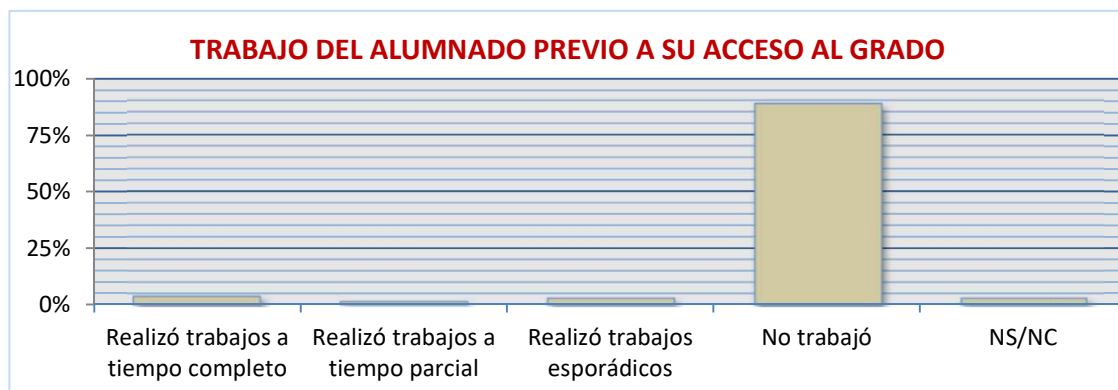 TRABAJO DEL ALUMNADO PREVIO A SU ACCESO AL GRADO
100%
75%
50%
25%
0%
Realizó trabajos a
tiempo completo
Realizó trabajos a
tiempo parcial
Realizó trabajos
esporádicos
No trabajó
NS/NC